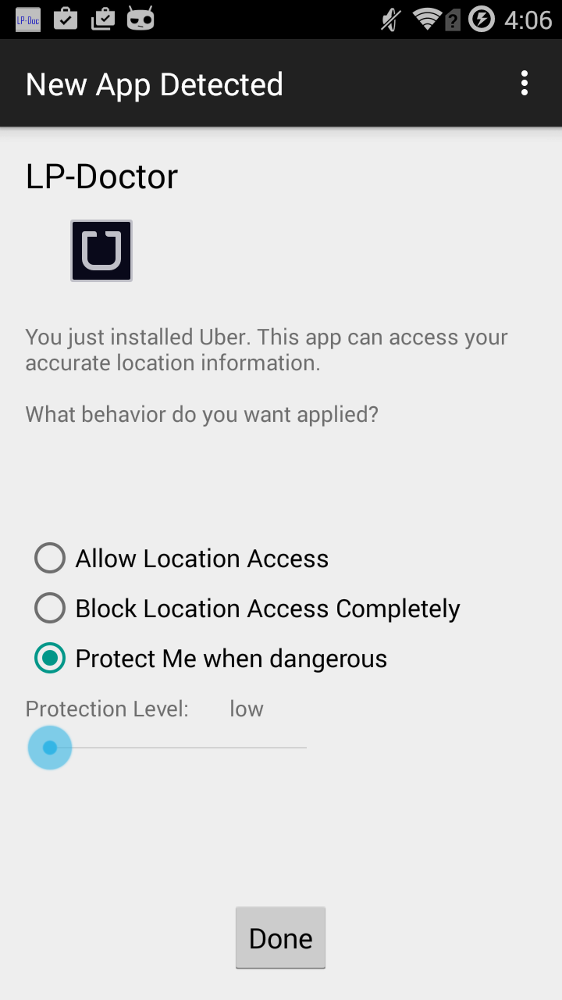 LP-Doc
4:06
New App Detected
LP-Doctor
You just installed Uber. This app can access your
accurate location information.
What behavior do you want applied?
Allow Location Access
Block Location Access Completely
Protect Me when dangerous
Protection Level: low
Done